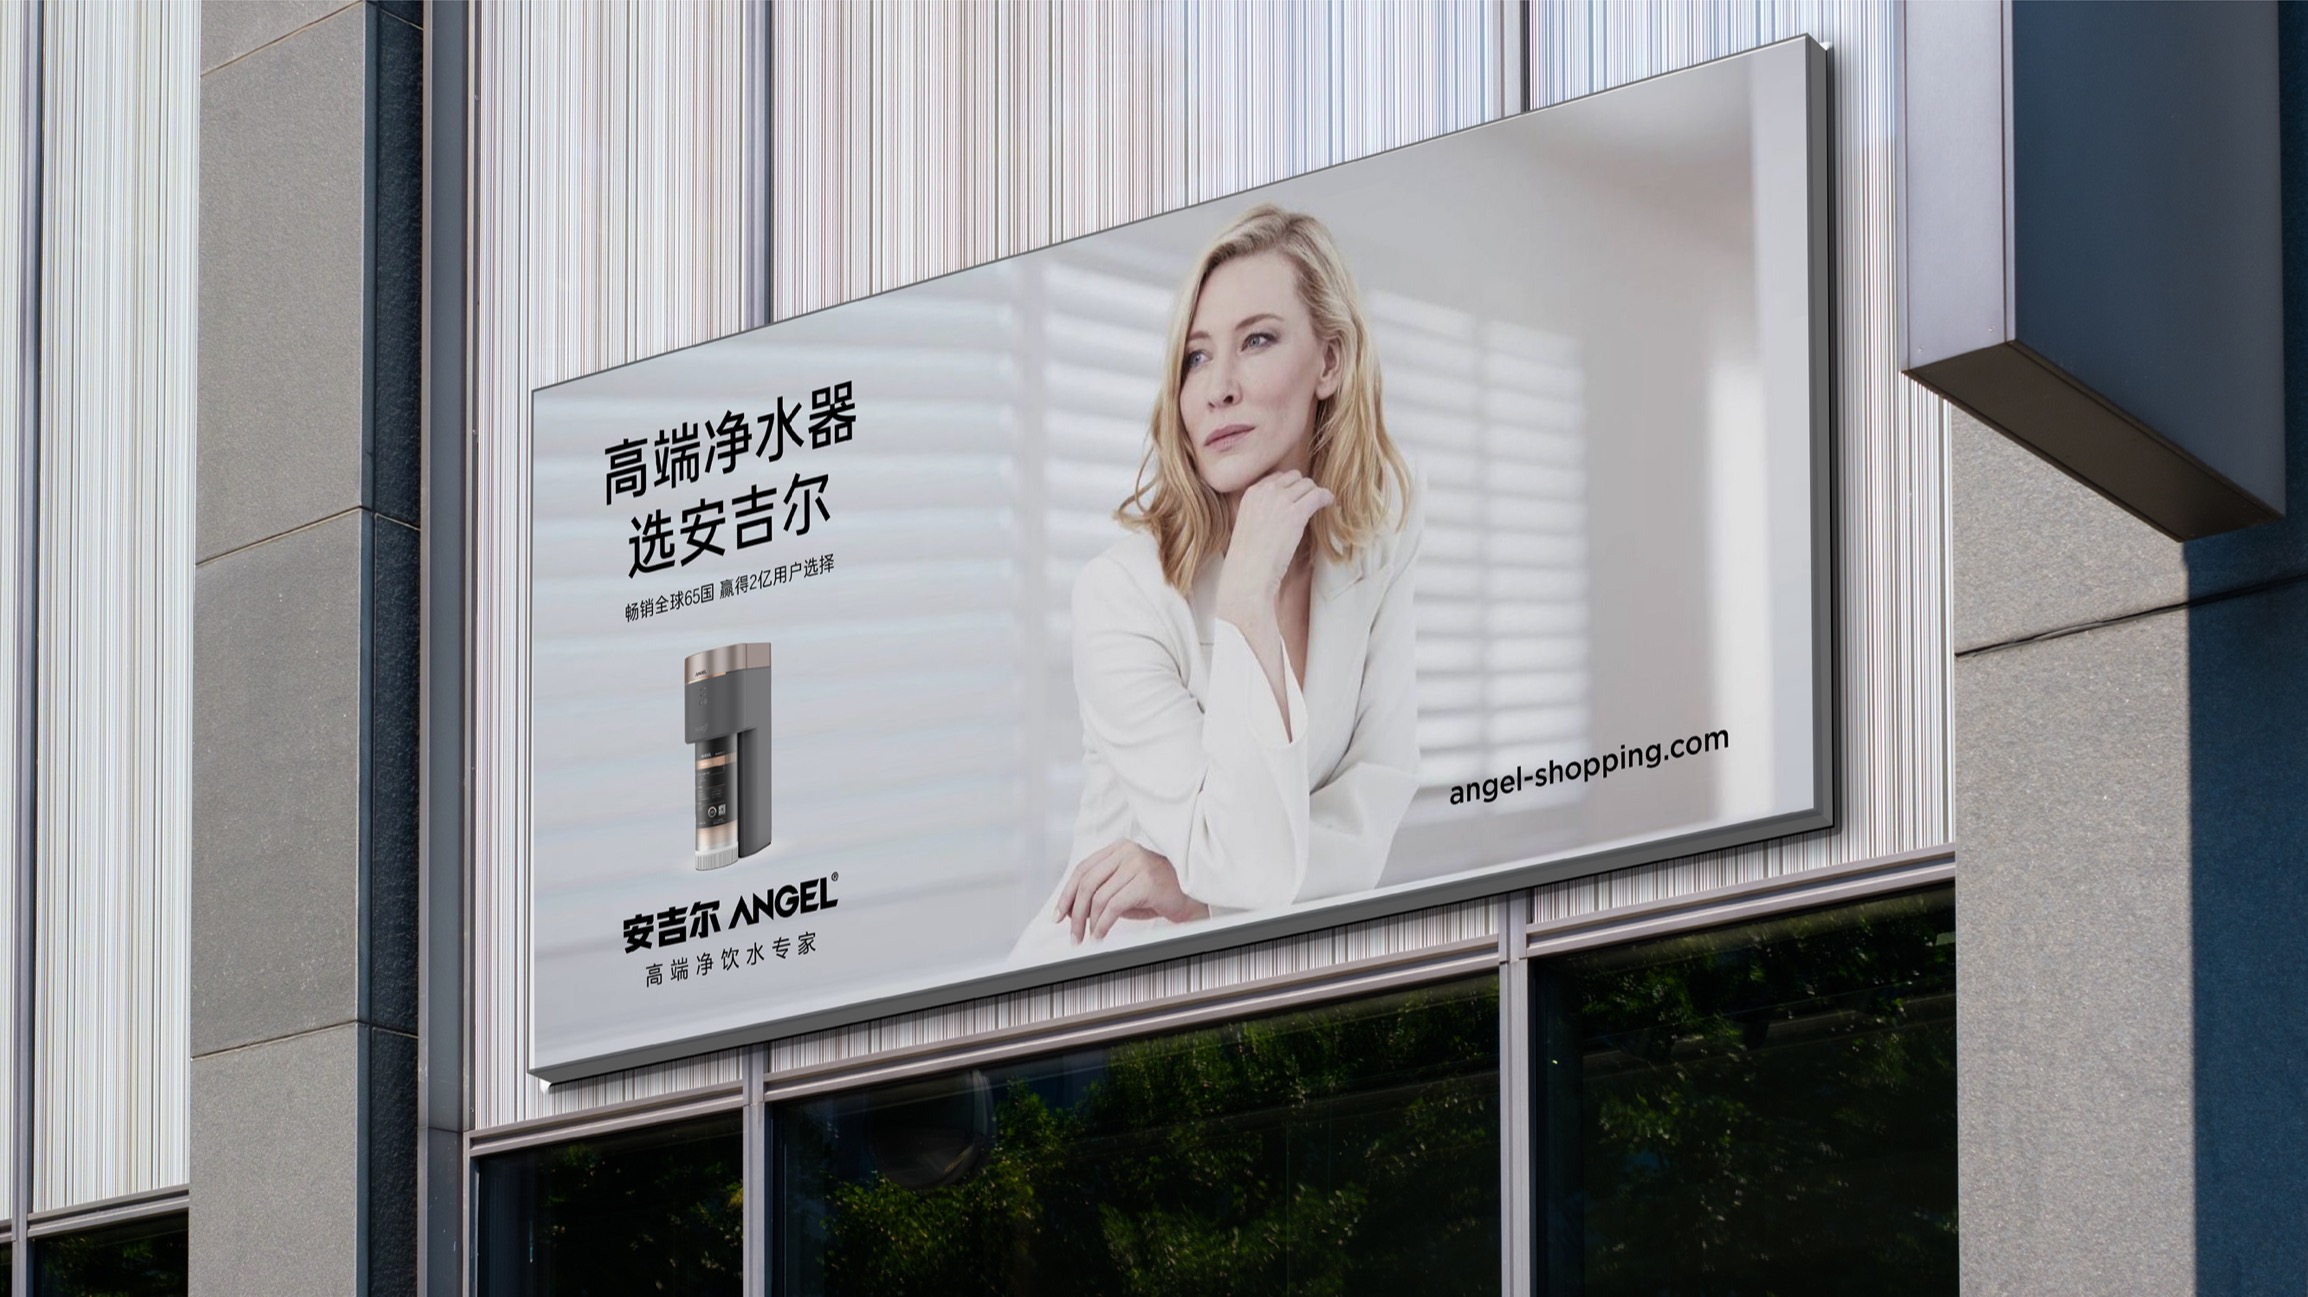 高端净水器
选安吉尔
畅销全球65国 赢得2亿用户选择
安吉尔 ANGEL®
高端净饮水专家
angel-shopping.com